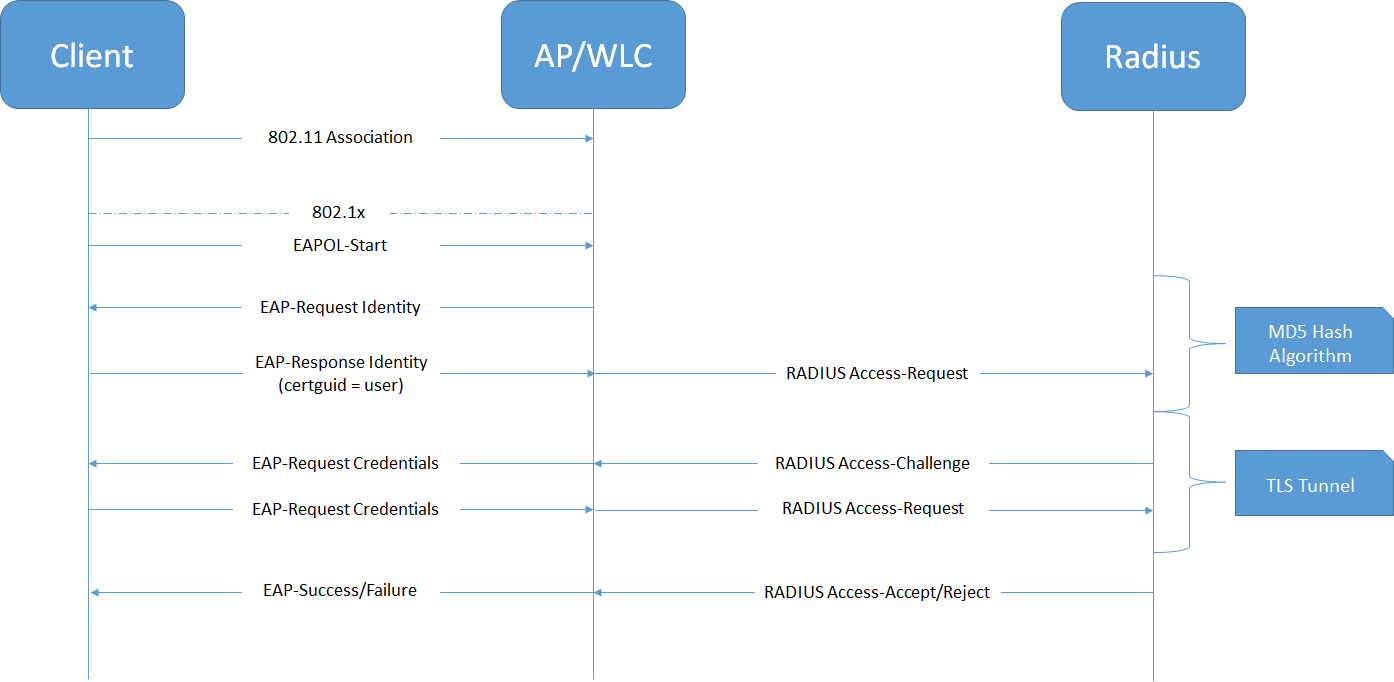 Client
AP/WLC
Radius
802.11 Association
802.1x
EAPOL-Start
EAP-Request Identity
MD5 Hash
Algorithm
EAP-Response Identity
(certguid = user)
RADIUS Access-Request
EAP-Request Credentials
RADIUS Access-Challenge
TLS Tunnel
EAP-Request Credentials
RADIUS Access-Request
EAP-Success/Failure
RADIUS Access-Accept/Reject